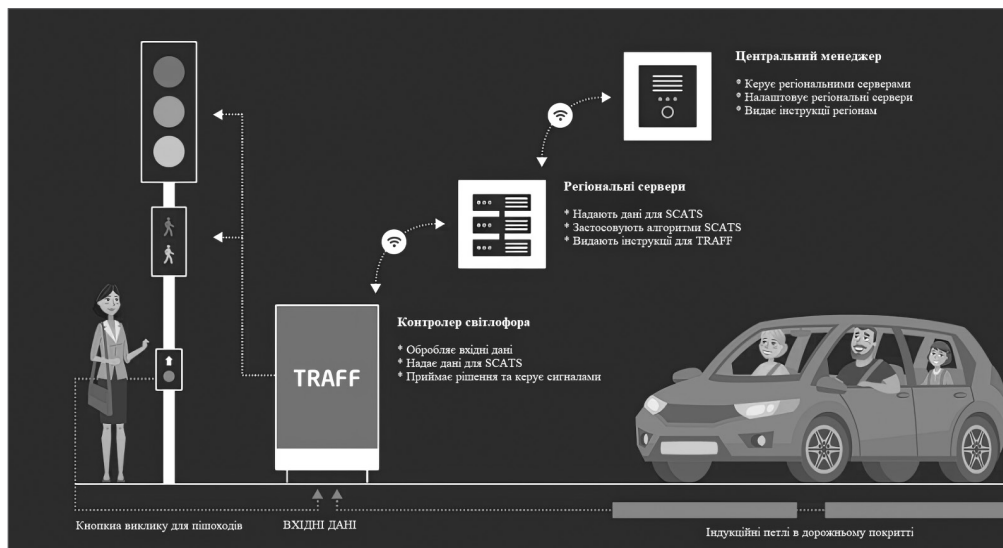 Центральний менеджер
* Керує регіональними серверами
* Налаштовує регіональні сервери
* Видає інструкції регіонам
Регіональні сервери
* Надають дані для SCATS
* Застосовують алгоритми SCATS
* Видають інструкції для TRAFF
Контролер світлофора
* Обробляє вхідні дані
* Надає дані для SCATS
* Приймає рішення та керує сигналами
TRAFF
Кнопкиа виклику для пішоходів
ВХІДНІ ДАНІ
Індукційні петлі в дорожньому покритті